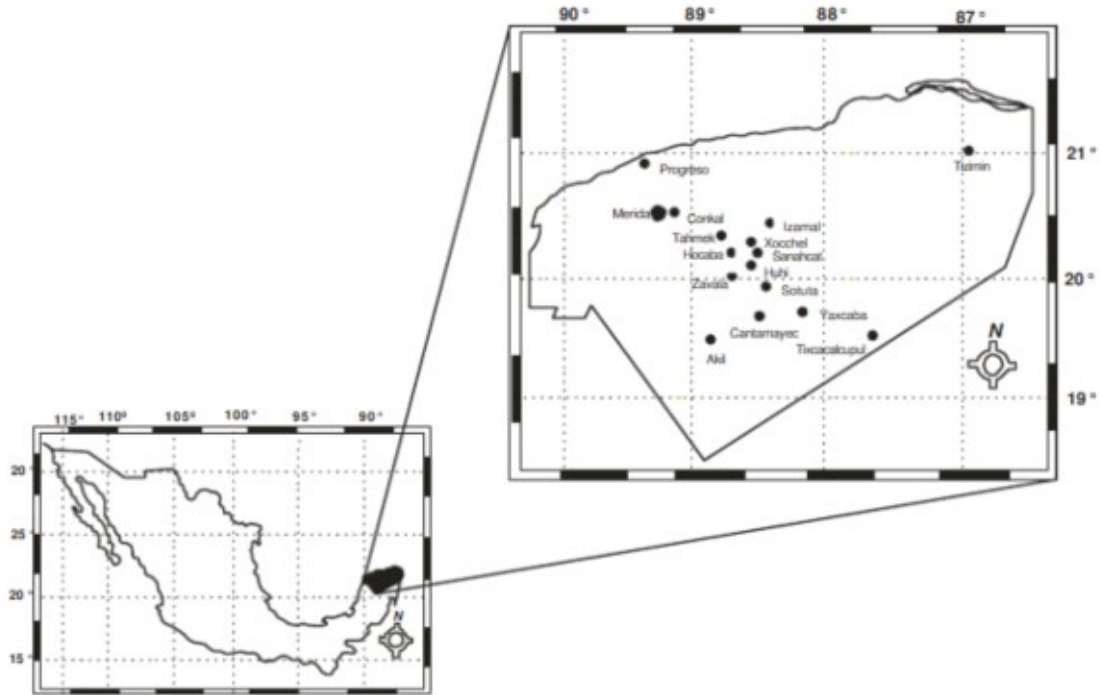 90° 89° 88° 87°
21°
20°
19°
Progreso
Tizimin
Merida
Conkal
Izamal
Tahmek
Xocchel
Hocaba
Sanahcat
Huhi
Zavala
Sotuta
Yaxcaba
Cantamayec
Tixcacalcupul
Akil
N
115° 110° 105° 100° 95° 90°
20°
25°
20°
15°
N